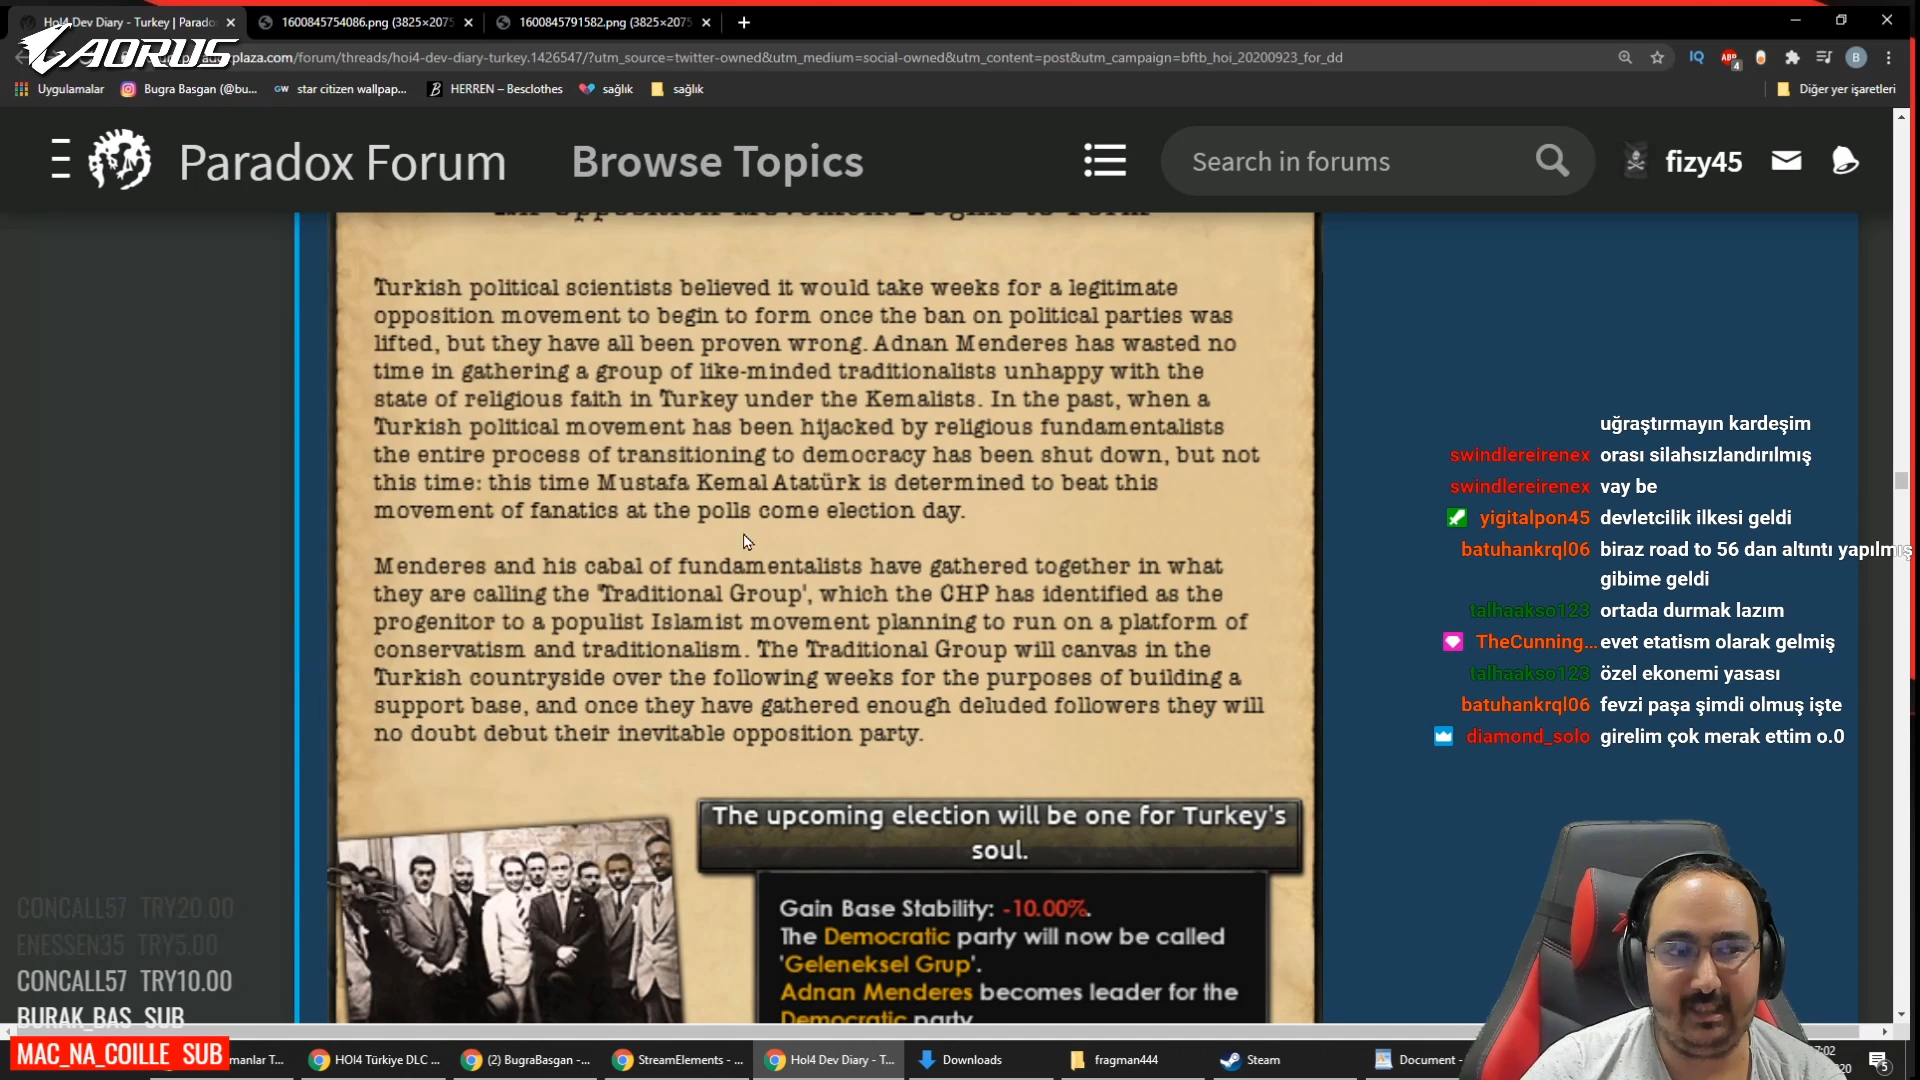 HoI4 Dev Diary - Turkey | Parado
1600845754086.png (3825×2075
1600845791582.png (3825×2075
AORUS
plaza.com/forum/threads/hoi4-dev-diary-turkey.1426547/?utm_source=twitter-owned&utm_medium=social-owned&utm_content=post&utm_campaign=bftb_hoi_20200923_for_dd
IQ
ABP
4
B
Uygulamalar
Bugra Basgan (@bu...
GW
star citizen wallpap...
B
HERREN – Besclothes
sağlık
sağlık
Diğer yer işaretleri
Paradox Forum
Browse Topics
Search in forums
fizy45
An Opposition Movement Begins to Form
Turkish political scientists believed it would take weeks for a legitimate
opposition movement to begin to form once the ban on political parties was
lifted, but they have all been proven wrong. Adnan Menderes has wasted no
time in gathering a group of like-minded traditionalists unhappy with the
state of religious faith in Turkey under the Kemalists. In the past, when a
Turkish political movement has been hijacked by religious fundamentalists
the entire process of transitioning to democracy has been shut down, but not
this time: this time Mustafa Kemal Atatürk is determined to beat this
movement of fanatics at the polls come election day.
Menderes and his cabal of fundamentalists have gathered together in what
they are calling the 'Traditional Group', which the CHP has identified as the
progenitor to a populist Islamist movement planning to run on a platform of
conservatism and traditionalism. The Traditional Group will canvas in the
Turkish countryside over the following weeks for the purposes of building a
support base, and once they have gathered enough deluded followers they will
no doubt debut their inevitable opposition party.
The upcoming election will be one for Turkey's
soul.
Gain Base Stability: -10.00%.
The Democratic party will now be called
'Geleneksel Grup'.
Adnan Menderes becomes leader for the
Democratic party
uğraştırmayın kardeşim
swindlereirenex orası silahsızlandırılmış
swindlereirenex vay be
yigitalpon45 devletcilik ilkesi geldi
batuhankrql06 biraz road to 56 dan altıntı yapılmış
gibime geldi
talhaakso123 ortada durmak lazım
TheCunning... evet etatism olarak gelmiş
talhaakso123 özel ekonomi yasası
batuhankrql06 fevzi paşa şimdi olmuş işte
diamond_solo girelim çok merak ettim o.0
CONCALL57 TRY20.00
ENESSEN35 TRY5.00
CONCALL57 TRY10.00
BURAK_BAS SUB
MAC_NA_COILLE SUB
manlar T...
HOI4 Türkiye DLC ...
(2) BugraBasgan -...
StreamElements - ...
HoI4 Dev Diary - T...
Downloads
fragman444
Steam
Document -
5